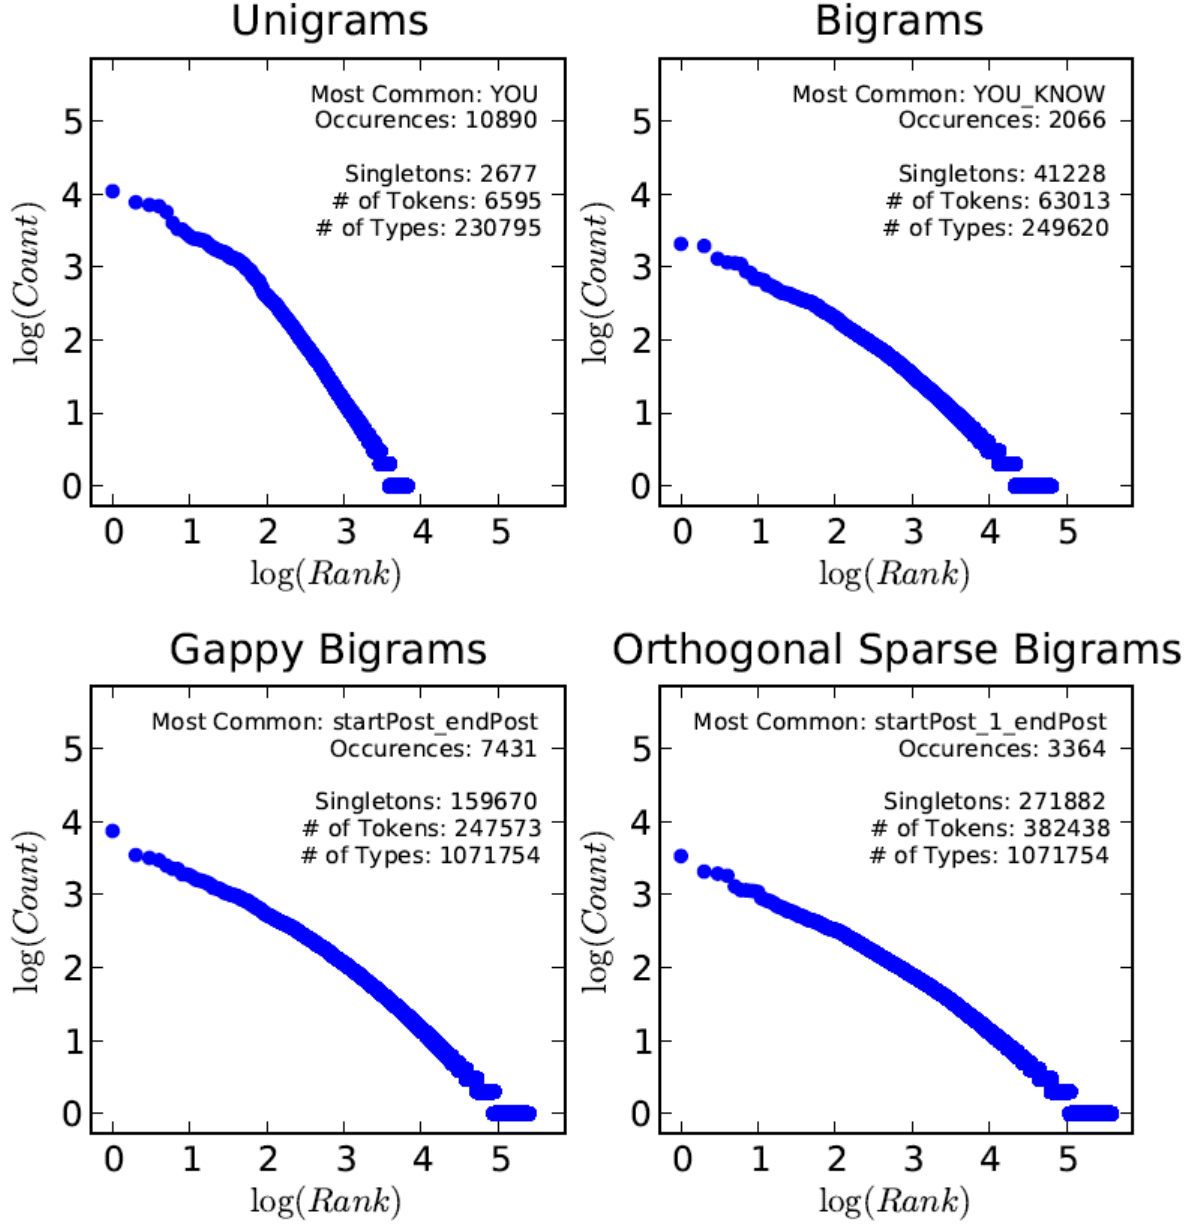 Unigrams
Most Common: YOU
Occurences: 10890
Singletons: 2677
# of Tokens: 6595
# of Types: 230795
5
4
3
2
1
0
log(Count)
0 1 2 3 4 5
log(Rank)
Bigrams
Most Common: YOU_KNOW
Occurences: 2066
Singletons: 41228
# of Tokens: 63013
# of Types: 249620
5
4
3
2
1
0
log(Count)
0 1 2 3 4 5
log(Rank)
Gappy Bigrams
Most Common: startPost_endPost
Occurences: 7431
Singletons: 159670
# of Tokens: 247573
# of Types: 1071754
5
4
3
2
1
0
log(Count)
0 1 2 3 4 5
log(Rank)
Orthogonal Sparse Bigrams
Most Common: startPost_1_endPost
Occurences: 3364
Singletons: 271882
# of Tokens: 382438
# of Types: 1071754
5
4
3
2
1
0
log(Count)
0 1 2 3 4 5
log(Rank)